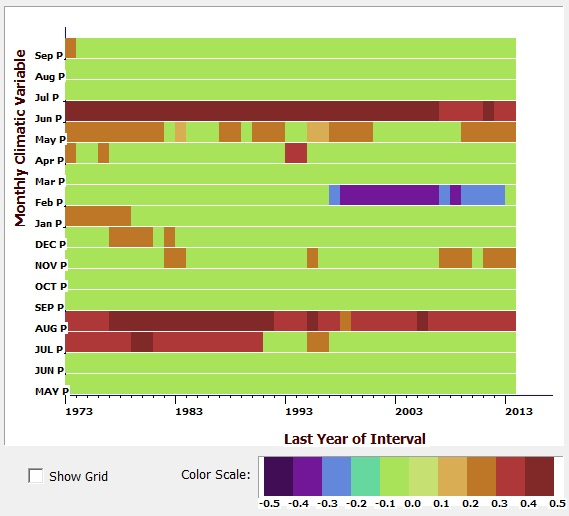 Monthly Climatic Variable
Sep P
Aug P
Jul P
Jun P
May P
Apr P
Mar P
Feb P
Jan P
DEC P
NOV P
OCT P
SEP P
AUG P
JUL P
JUN P
MAY P
1973 1983 1993 2003 2013
Last Year of Interval
Show Grid
Color Scale:
-0.5 -0.4 -0.3 -0.2 -0.1 0.0 0.1 0.2 0.3 0.4 0.5